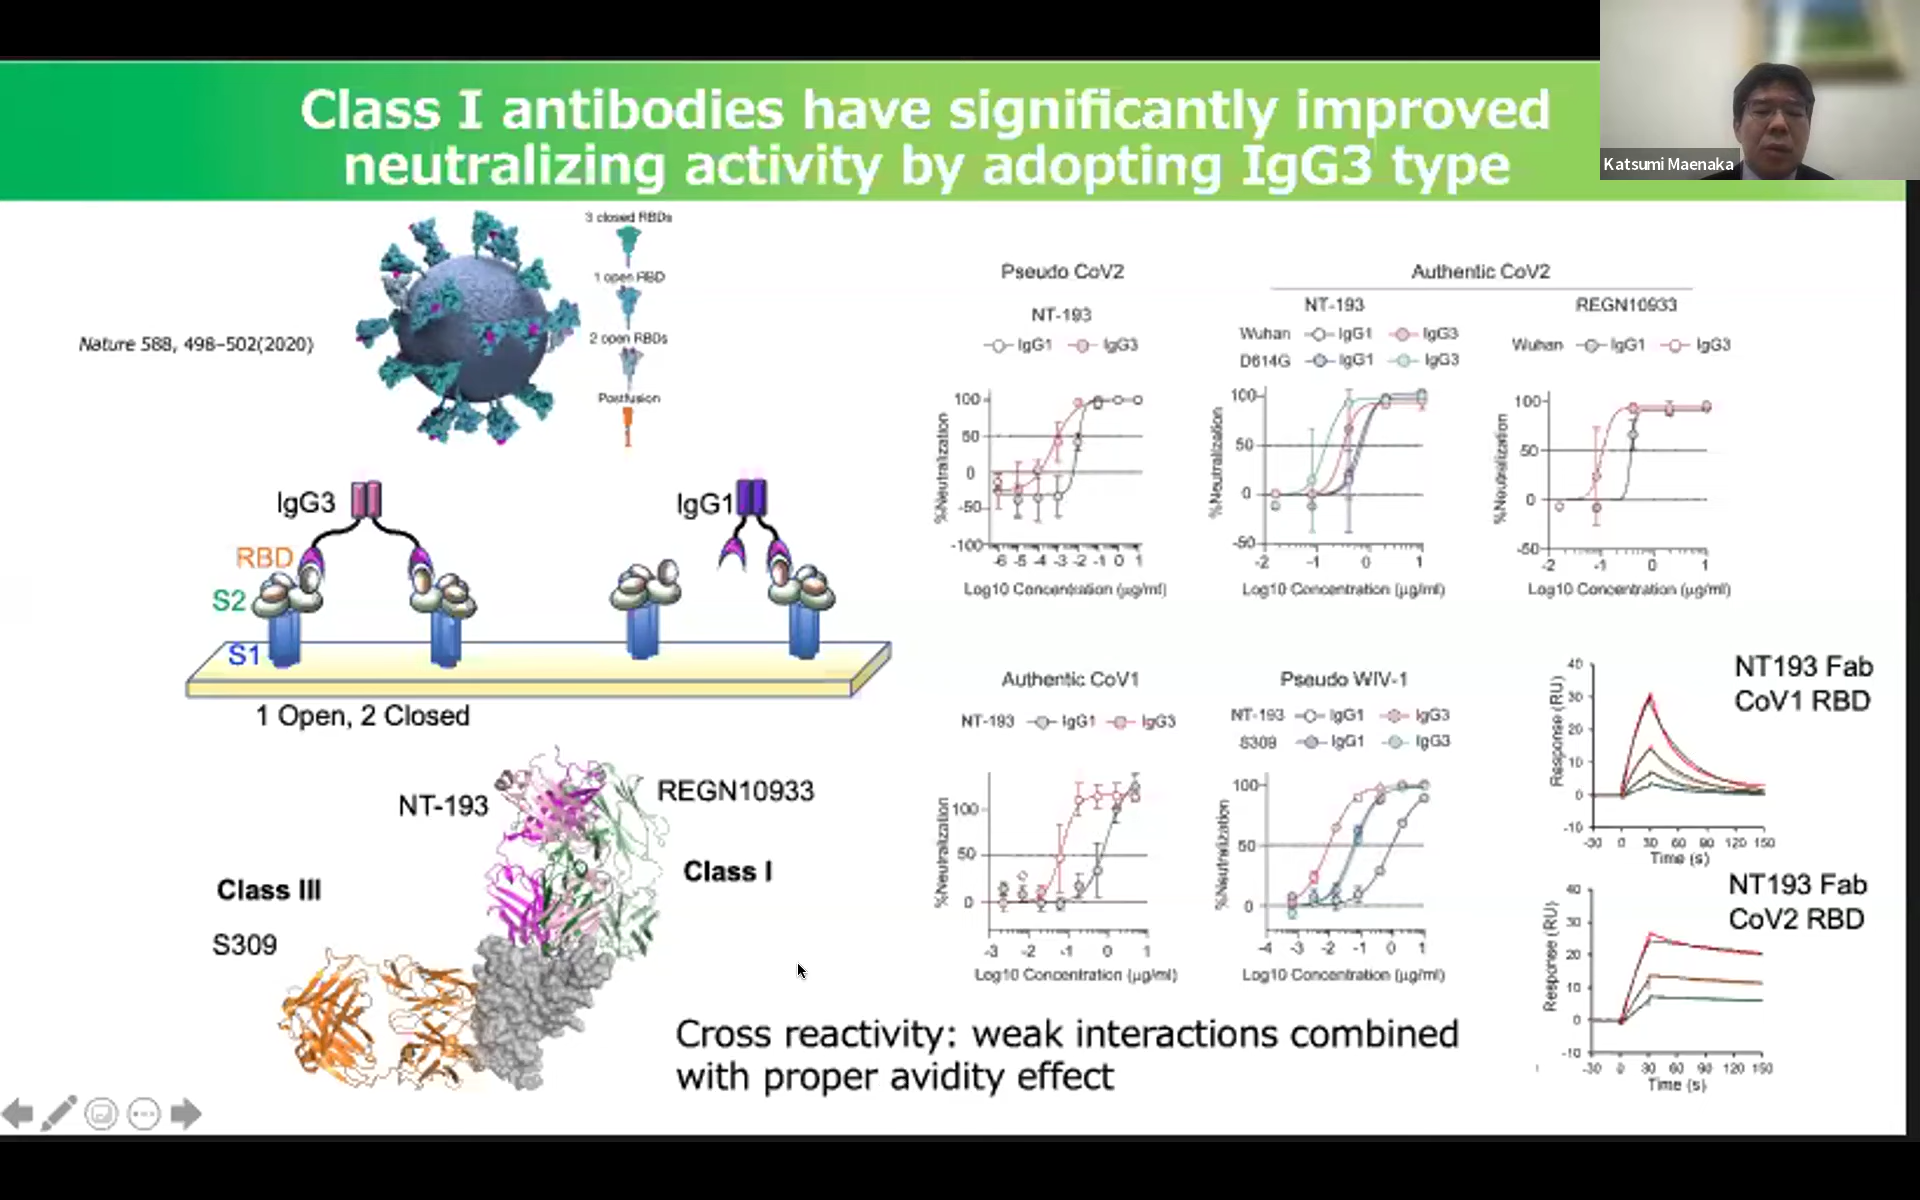 Class I antibodies have significantly improved
neutralizing activity by adopting IgG3 type
Katsumi Maenaka
3 closed RBDs
1 open RBD
2 open RBDs
Postfusion
Nature 588, 498–502(2020)
IgG3
IgG1
RBD
S2
S1
1 Open, 2 Closed
NT-193
REGN10933
Class I
Class III
S309
Pseudo CoV2
NT-193
IgG1 IgG3
%Neutralization
100
50
0
-50
-100
-6 -5 -4 -3 -2 -1 0 1
Log10 Concentration (µg/ml)
Authentic CoV2
NT-193
Wuhan IgG1 IgG3
D614G IgG1 IgG3
%Neutralization
100
50
0
-50
-2 -1 0 1
Log10 Concentration (µg/ml)
REGN10933
Wuhan IgG1 IgG3
%Neutralization
100
50
0
-50
-2 -1 0 1
Log10 Concentration (µg/ml)
Authentic CoV1
NT-193 IgG1 IgG3
%Neutralization
100
50
0
-3 -2 -1 0 1
Log10 Concentration (µg/ml)
Pseudo WIV-1
NT-193 IgG1 IgG3
S309 IgG1 IgG3
%Neutralization
100
50
0
-4 -3 -2 -1 0 1
Log10 Concentration (µg/ml)
NT193 Fab
CoV1 RBD
Response (RU)
40
30
20
10
0
-10
-30 0 30 60 90 120 150
Time (s)
NT193 Fab
CoV2 RBD
Response (RU)
40
30
20
10
0
-10
-30 0 30 60 90 120 150
Time (s)
Cross reactivity: weak interactions combined
with proper avidity effect